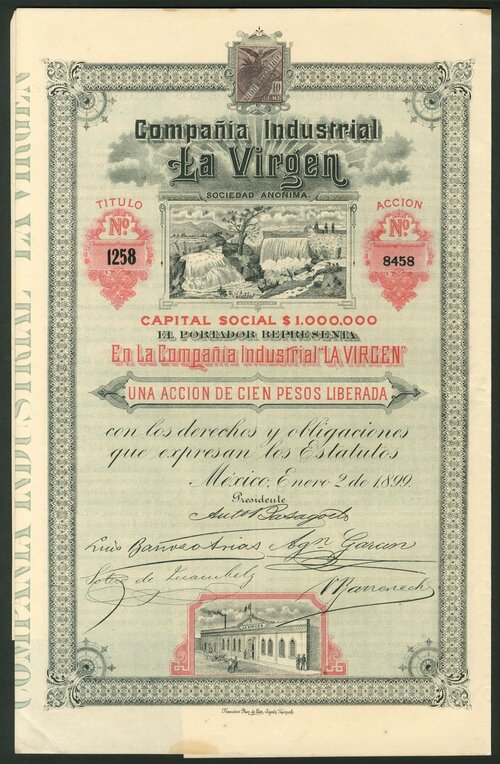 10
CENT.
Compañia Industrial
La Virgen
SOCIEDAD ANONIMA.
TITULO
Nº
1258
ACCION
Nº
8458
CAPITAL SOCIAL $1.000.000
EL PORTADOR REPRESENTA
En La Compañia Industrial "LA VIRGEN"
UNA ACCION DE CIEN PESOS LIBERADA
con los derechos y obligaciones
que expresan los Estatutos
México, Enero 2 de 1899.
Presidente
Luis Barroso Arias
COMPAÑIA INDUSTRIAL LA VIRGEN